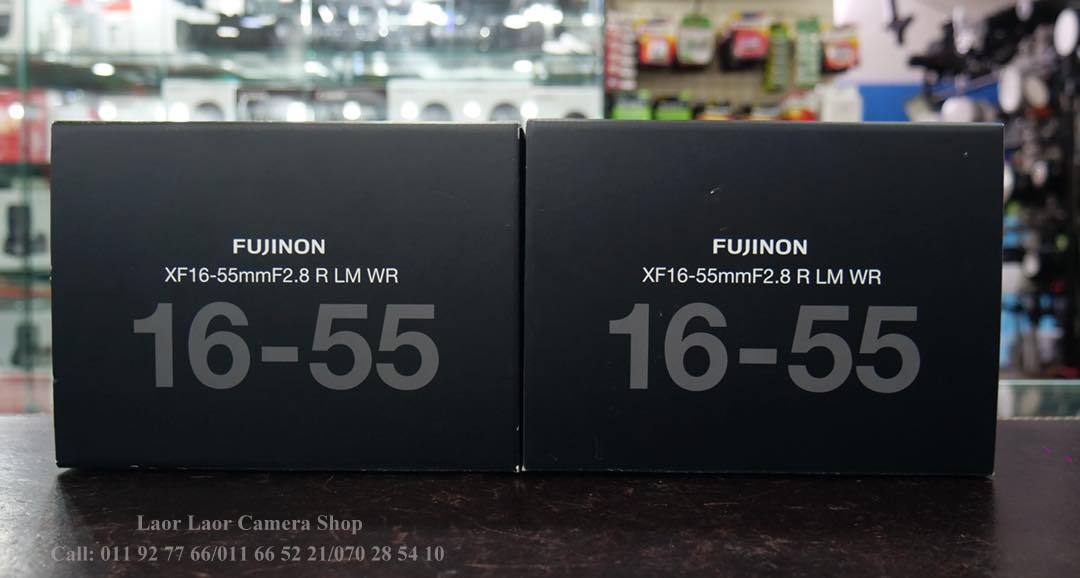 FUJINON
XF16-55mmF2.8 R LM WR
16-55
FUJINON
XF16-55mmF2.8 R LM WR
16-55
Laor Laor Camera Shop
Call: 011 92 77 66/011 66 52 21/070 28 54 10